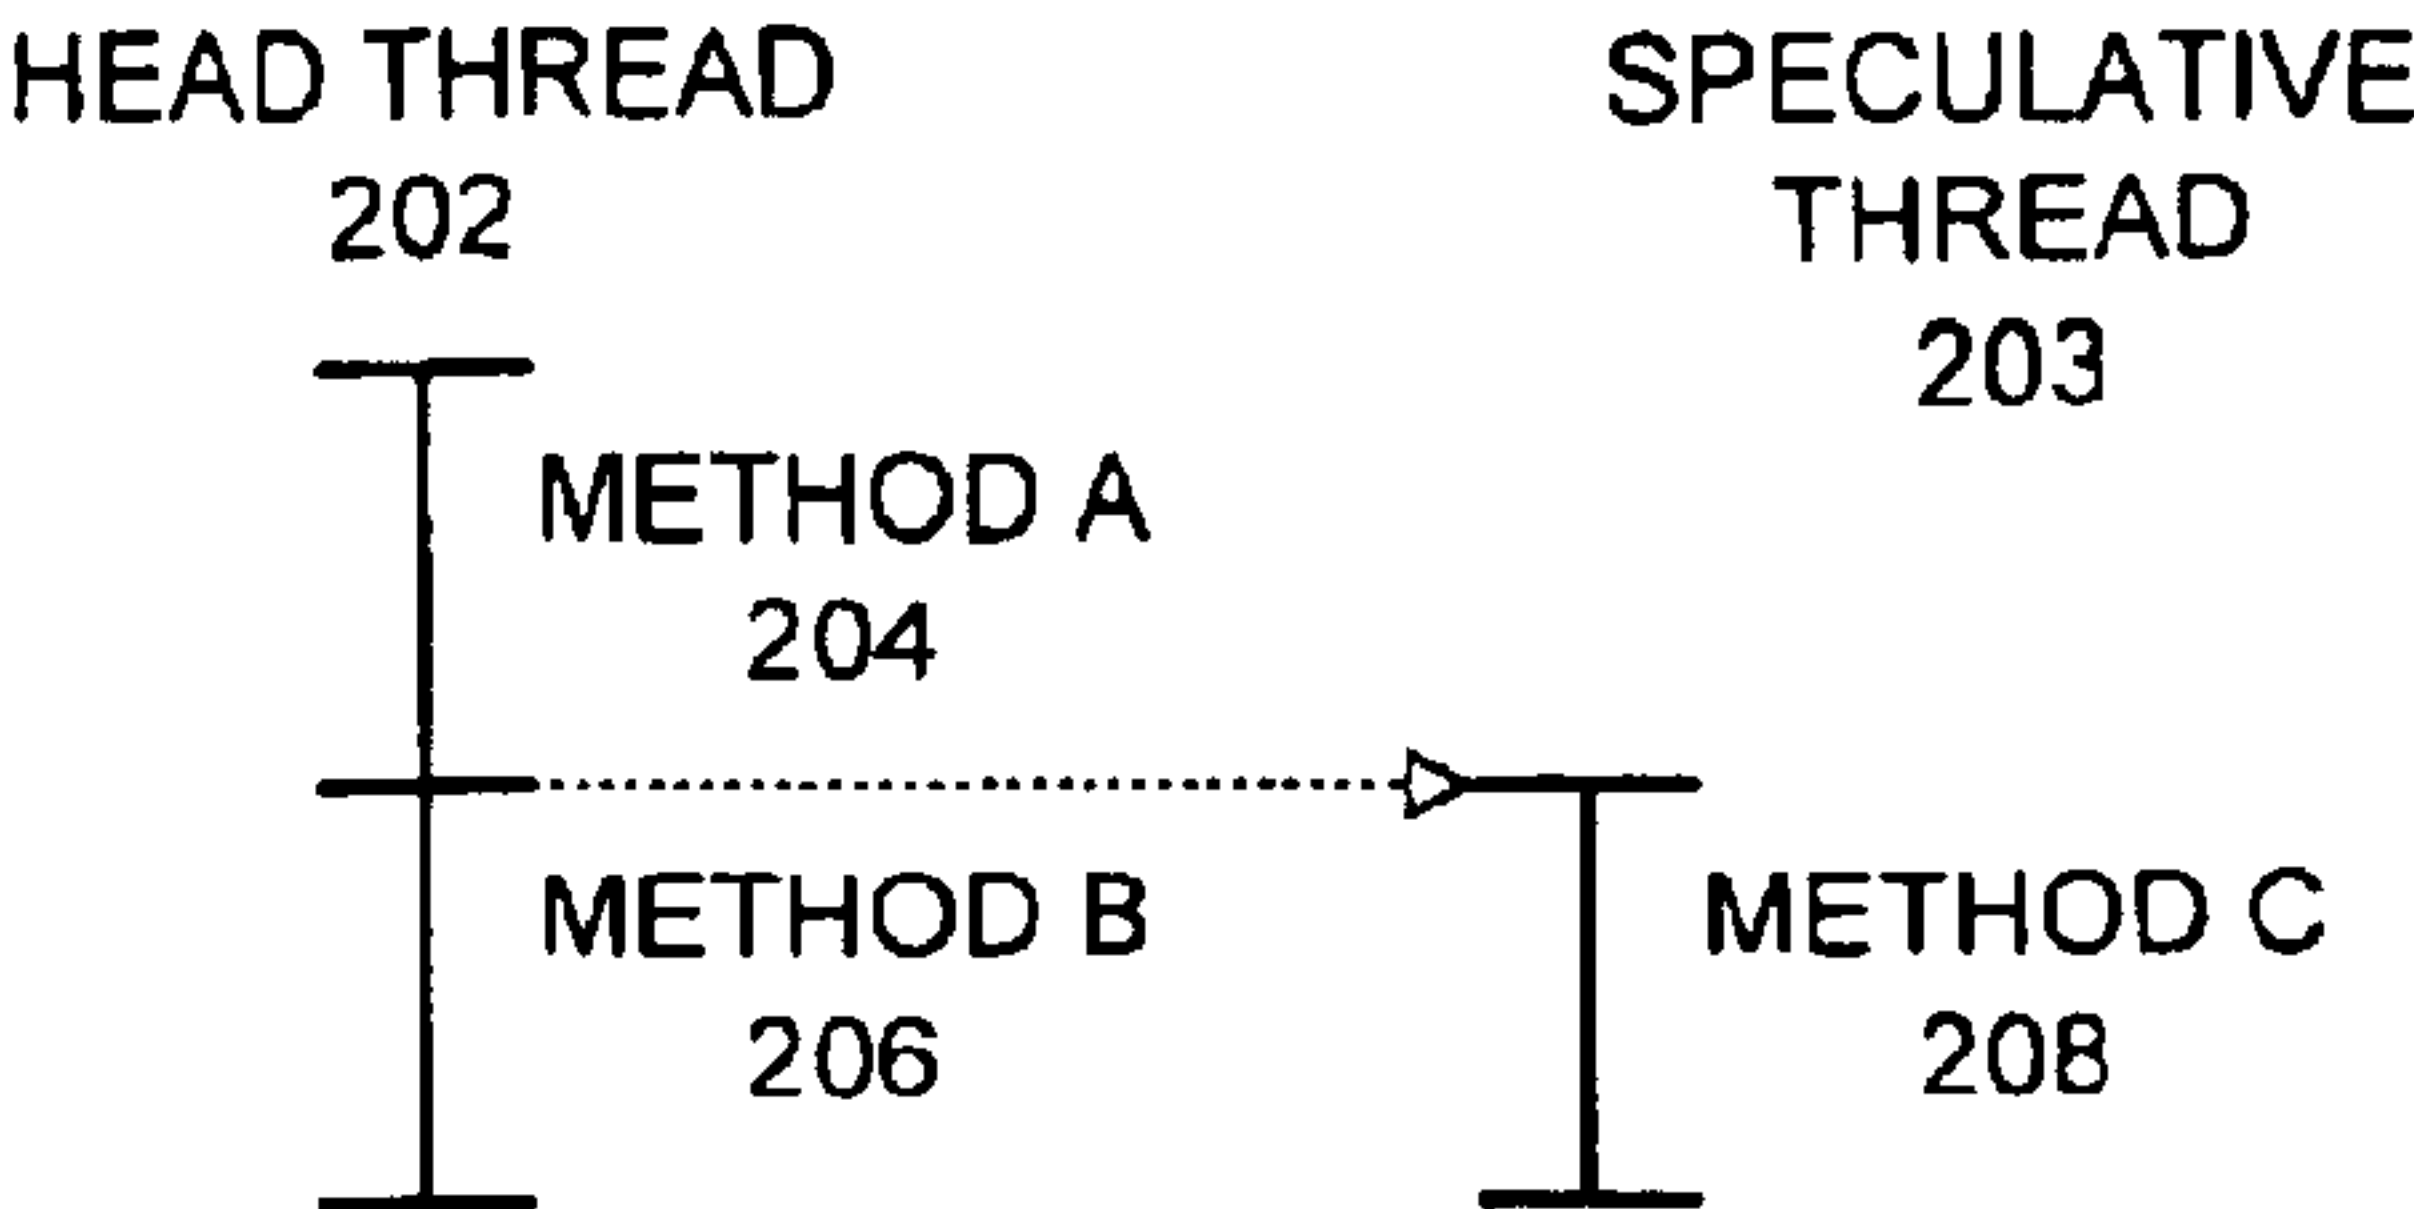 HEAD THREAD
202
SPECULATIVE
THREAD
203
METHOD A
204
METHOD B
206
METHOD C
208